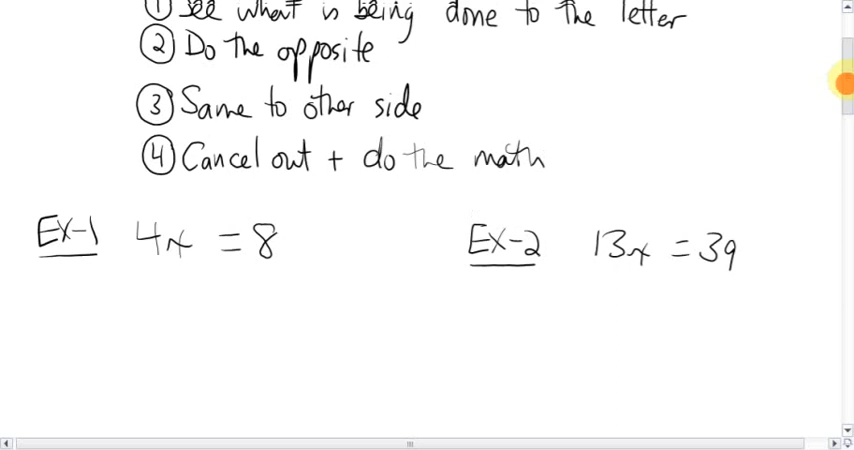 ① See what is being done to the letter
② Do the opposite
③ Same to other side
④ Cancel out + do the math
Ex-1 4x = 8
Ex-2 13x = 39